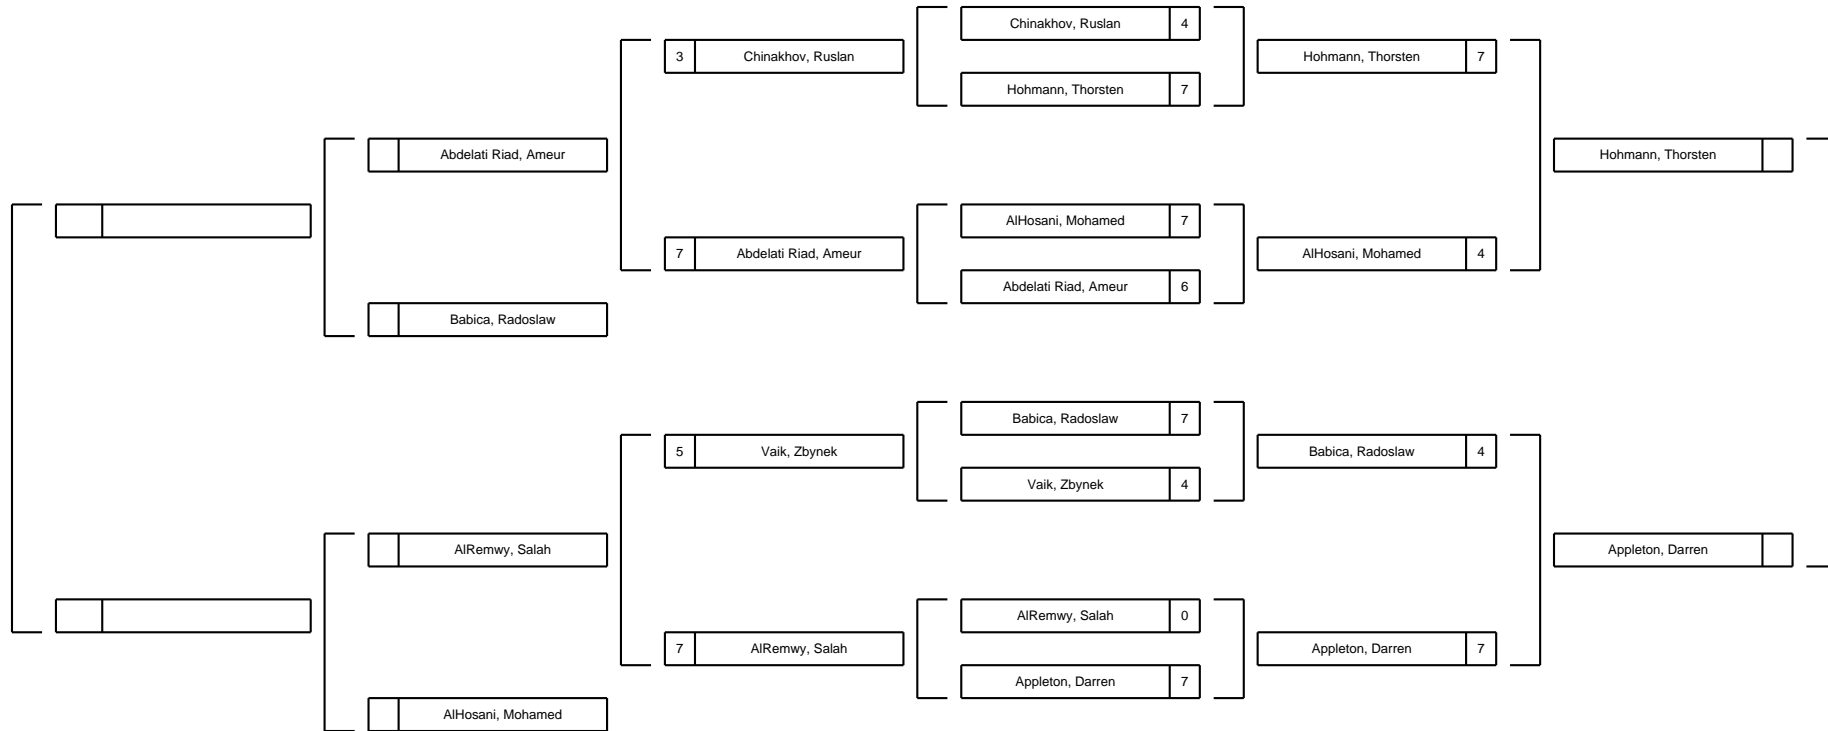 Chinakhov, Ruslan 4
3 Chinakhov, Ruslan
Hohmann, Thorsten 7
Hohmann, Thorsten 7
Abdelati Riad, Ameur
Hohmann, Thorsten
AlHosani, Mohamed 7
7 Abdelati Riad, Ameur
AlHosani, Mohamed 4
Abdelati Riad, Ameur 6
Babica, Radoslaw
Babica, Radoslaw 7
5 Vaik, Zbynek
Babica, Radoslaw 4
Vaik, Zbynek 4
AlRemwy, Salah
Appleton, Darren
AlRemwy, Salah 0
7 AlRemwy, Salah
Appleton, Darren 7
Appleton, Darren 7
AlHosani, Mohamed